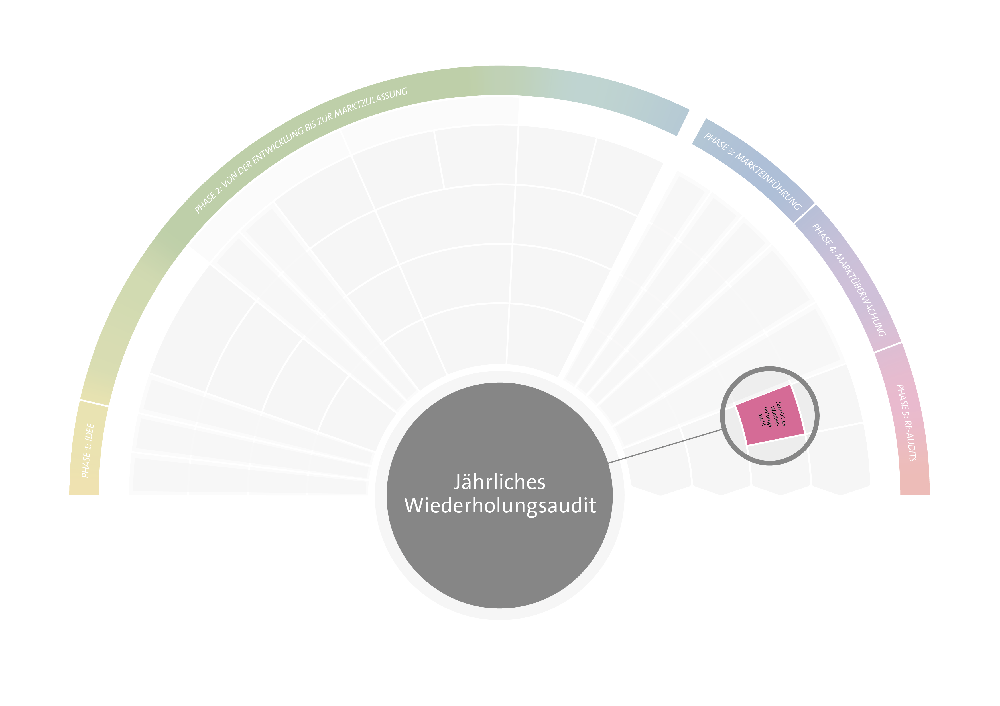 PHASE 1: IDEE
PHASE 2: VON DER ENTWICKLUNG BIS ZUR MARKTZULASSUNG
PHASE 3: MARKTEINFÜHRUNG
PHASE 4: MARKTÜBERWACHUNG
PHASE 5: RE-AUDITS
Jährliches
Wieder-
holungs-
audit
Jährliches
Wiederholungsaudit